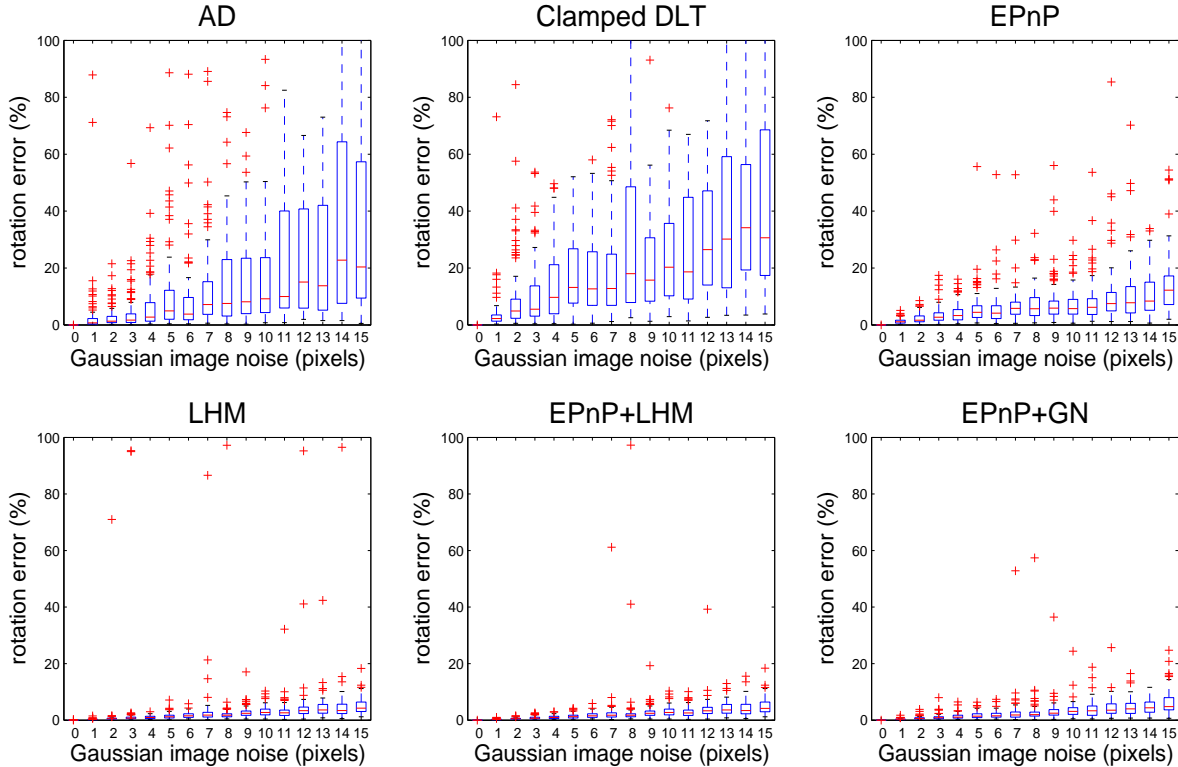 AD
Clamped DLT
EPnP
rotation error (%)
100
80
60
40
20
0
0 1 2 3 4 5 6 7 8 9 10 11 12 13 14 15
Gaussian image noise (pixels)
rotation error (%)
100
80
60
40
20
0
0 1 2 3 4 5 6 7 8 9 10 11 12 13 14 15
Gaussian image noise (pixels)
rotation error (%)
100
80
60
40
20
0
0 1 2 3 4 5 6 7 8 9 10 11 12 13 14 15
Gaussian image noise (pixels)
LHM
EPnP+LHM
EPnP+GN
rotation error (%)
100
80
60
40
20
0
0 1 2 3 4 5 6 7 8 9 10 11 12 13 14 15
Gaussian image noise (pixels)
rotation error (%)
100
80
60
40
20
0
0 1 2 3 4 5 6 7 8 9 10 11 12 13 14 15
Gaussian image noise (pixels)
rotation error (%)
100
80
60
40
20
0
0 1 2 3 4 5 6 7 8 9 10 11 12 13 14 15
Gaussian image noise (pixels)